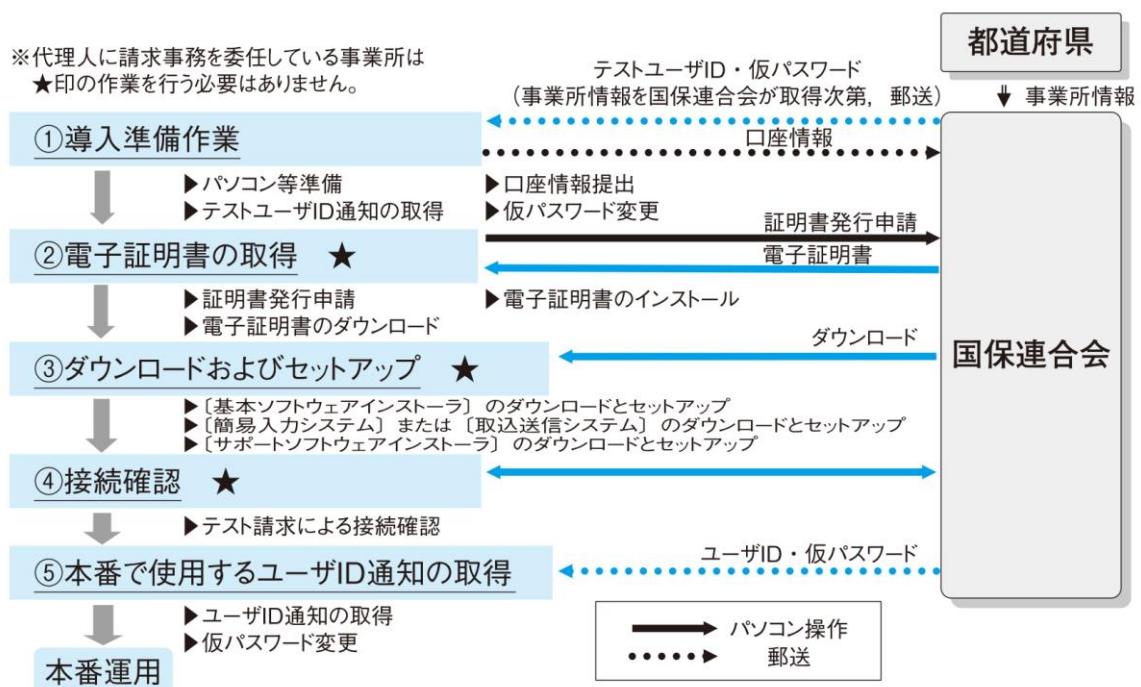 ※代理人に請求事務を委任している事業所は
★印の作業を行う必要はありません。
都道府県
事業所情報
テストユーザID・仮パスワード
(事業所情報を国保連合会が取得次第,郵送)
①導入準備作業
口座情報
▶パソコン等準備
▶口座情報提出
▶テストユーザID通知の取得
▶仮パスワード変更
証明書発行申請
②電子証明書の取得 ★
電子証明書
▶証明書発行申請
▶電子証明書のインストール
▶電子証明書のダウンロード
ダウンロード
③ダウンロードおよびセットアップ ★
国保連合会
▶〔基本ソフトウェアインストーラ〕のダウンロードとセットアップ
▶〔簡易入力システム〕または〔取込送信システム〕のダウンロードとセットアップ
▶〔サポートソフトウェアインストーラ〕のダウンロードとセットアップ
④接続確認 ★
▶テスト請求による接続確認
ユーザID・仮パスワード
⑤本番で使用するユーザID通知の取得
▶ユーザID通知の取得
▶仮パスワード変更
パソコン操作
郵送
本番運用